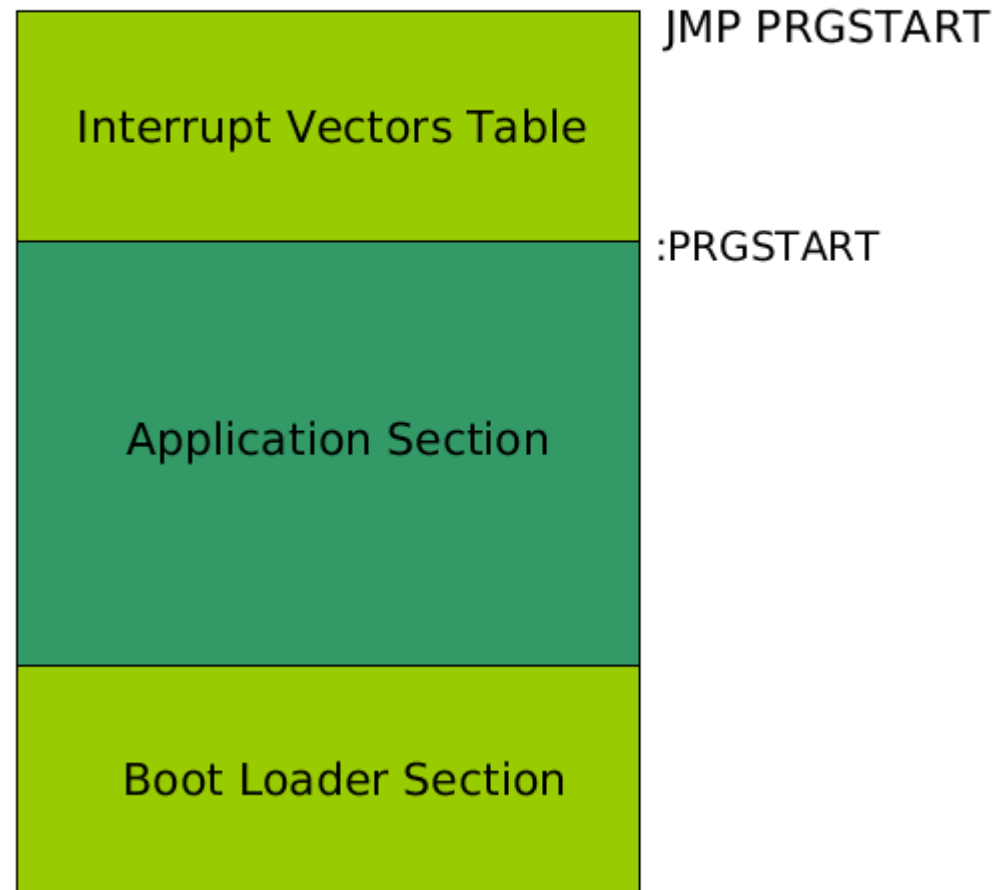 JMP PRGSTART
Interrupt Vectors Table
:PRGSTART
Application Section
Boot Loader Section